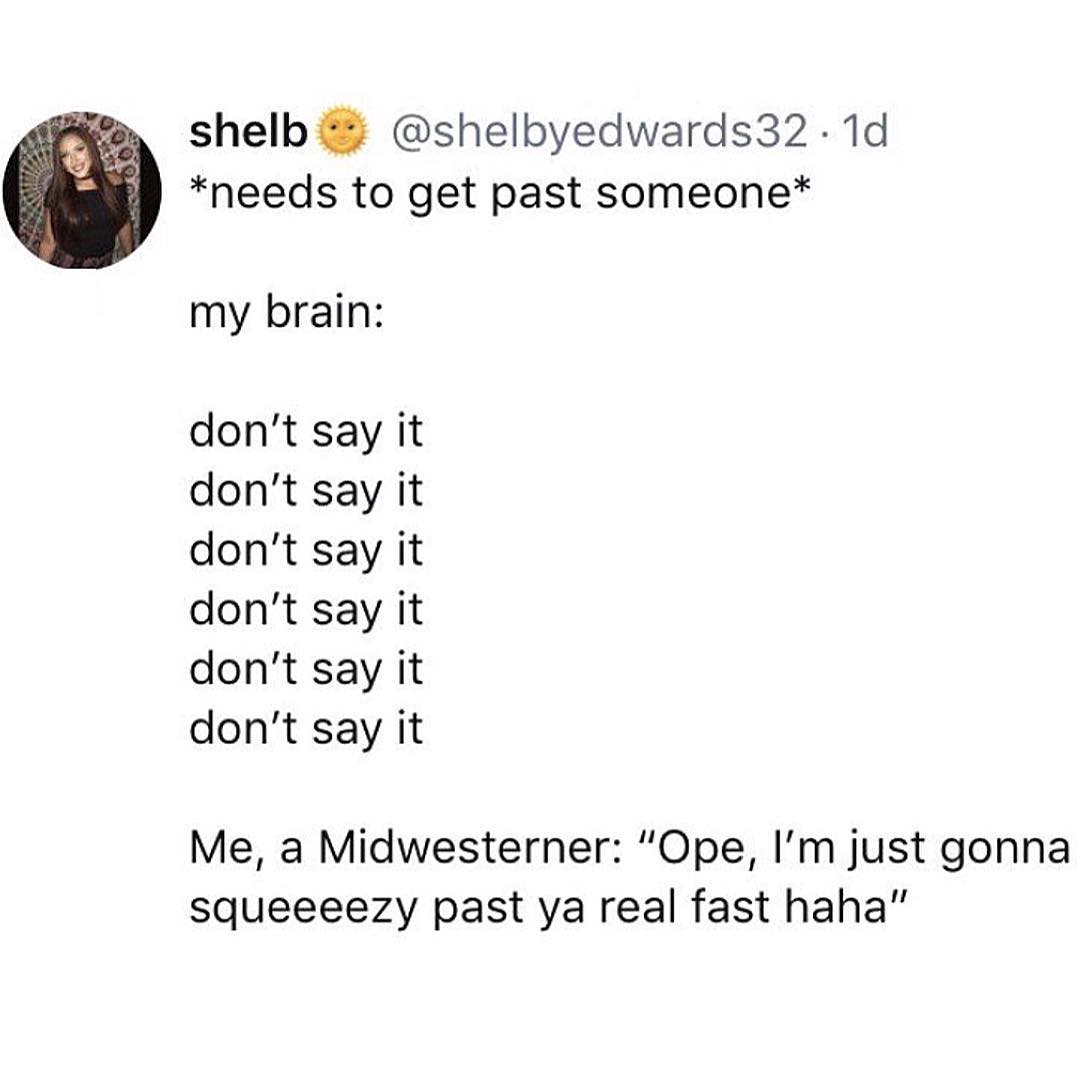 shelb🌞 @shelbyedwards32 · 1d
*needs to get past someone*
my brain:
don’t say it
don’t say it
don’t say it
don’t say it
don’t say it
don’t say it
Me, a Midwesterner: “Ope, I’m just gonna
squeeeezy past ya real fast haha”